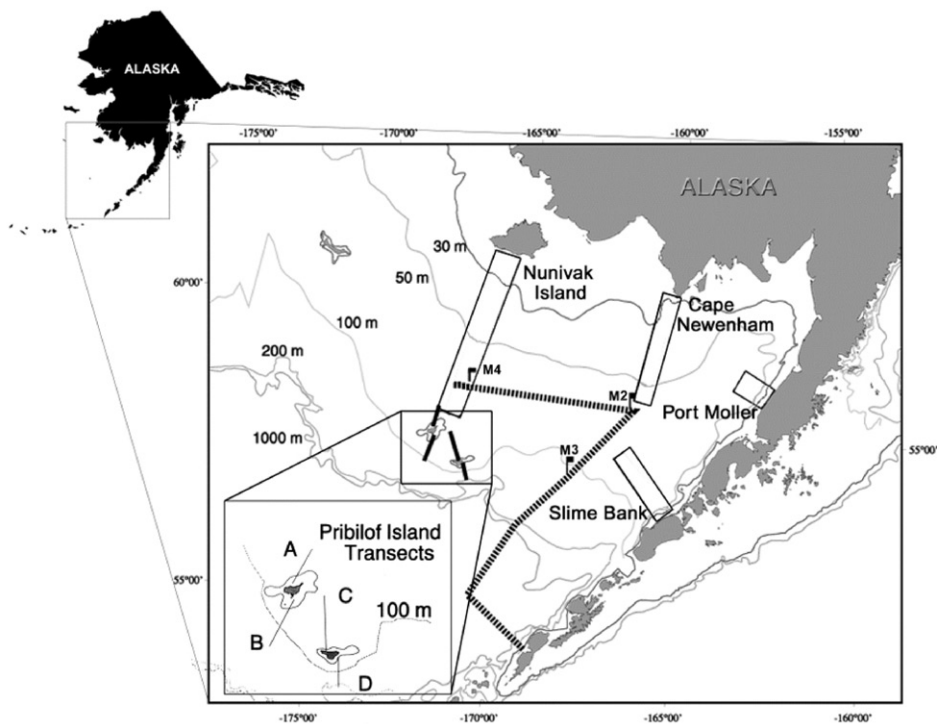 ALASKA
-175°00'
-170°00'
-165°00'
-160°00'
-155°00'
ALASKA
30 m
Nunivak
Island
60°00'
50 m
100 m
Cape
Newenham
200 m
M4
M2
Port Moller
1000 m
M3
55°00'
Slime Bank
Pribilof Island
Transects
A
C
100 m
B
D
55°00'
-175°00'
-170°00'
-165°00'
-160°00'